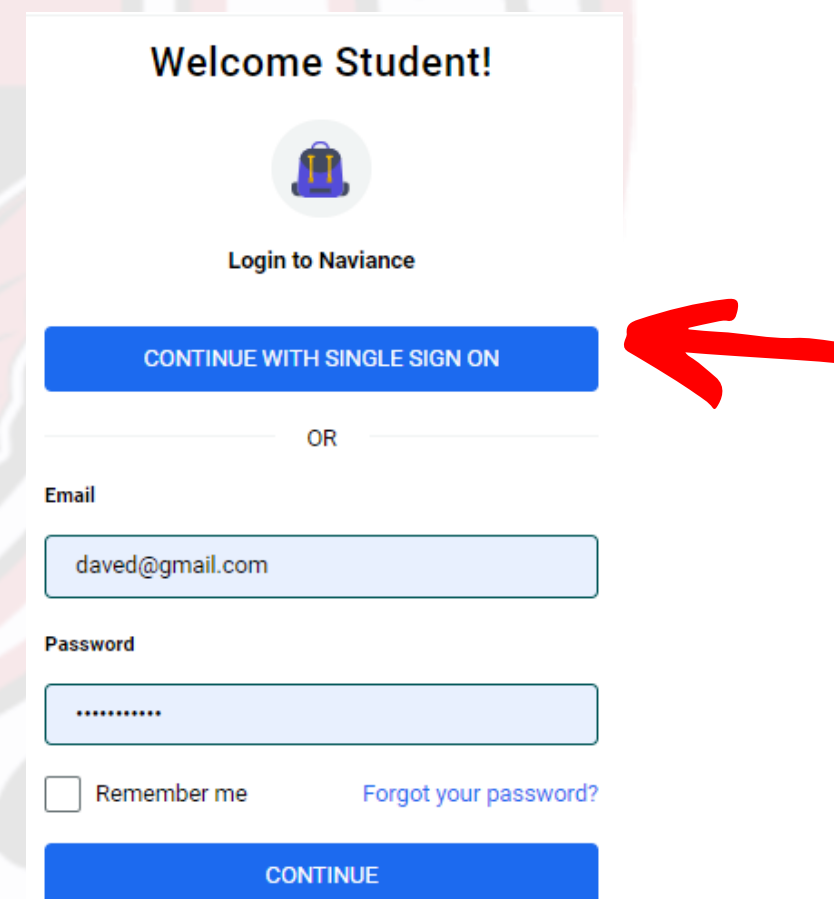 Welcome Student!
Login to Naviance
CONTINUE WITH SINGLE SIGN ON
OR
Email
daved@gmail.com
Password
•••••••••••
Remember me Forgot your password?
CONTINUE